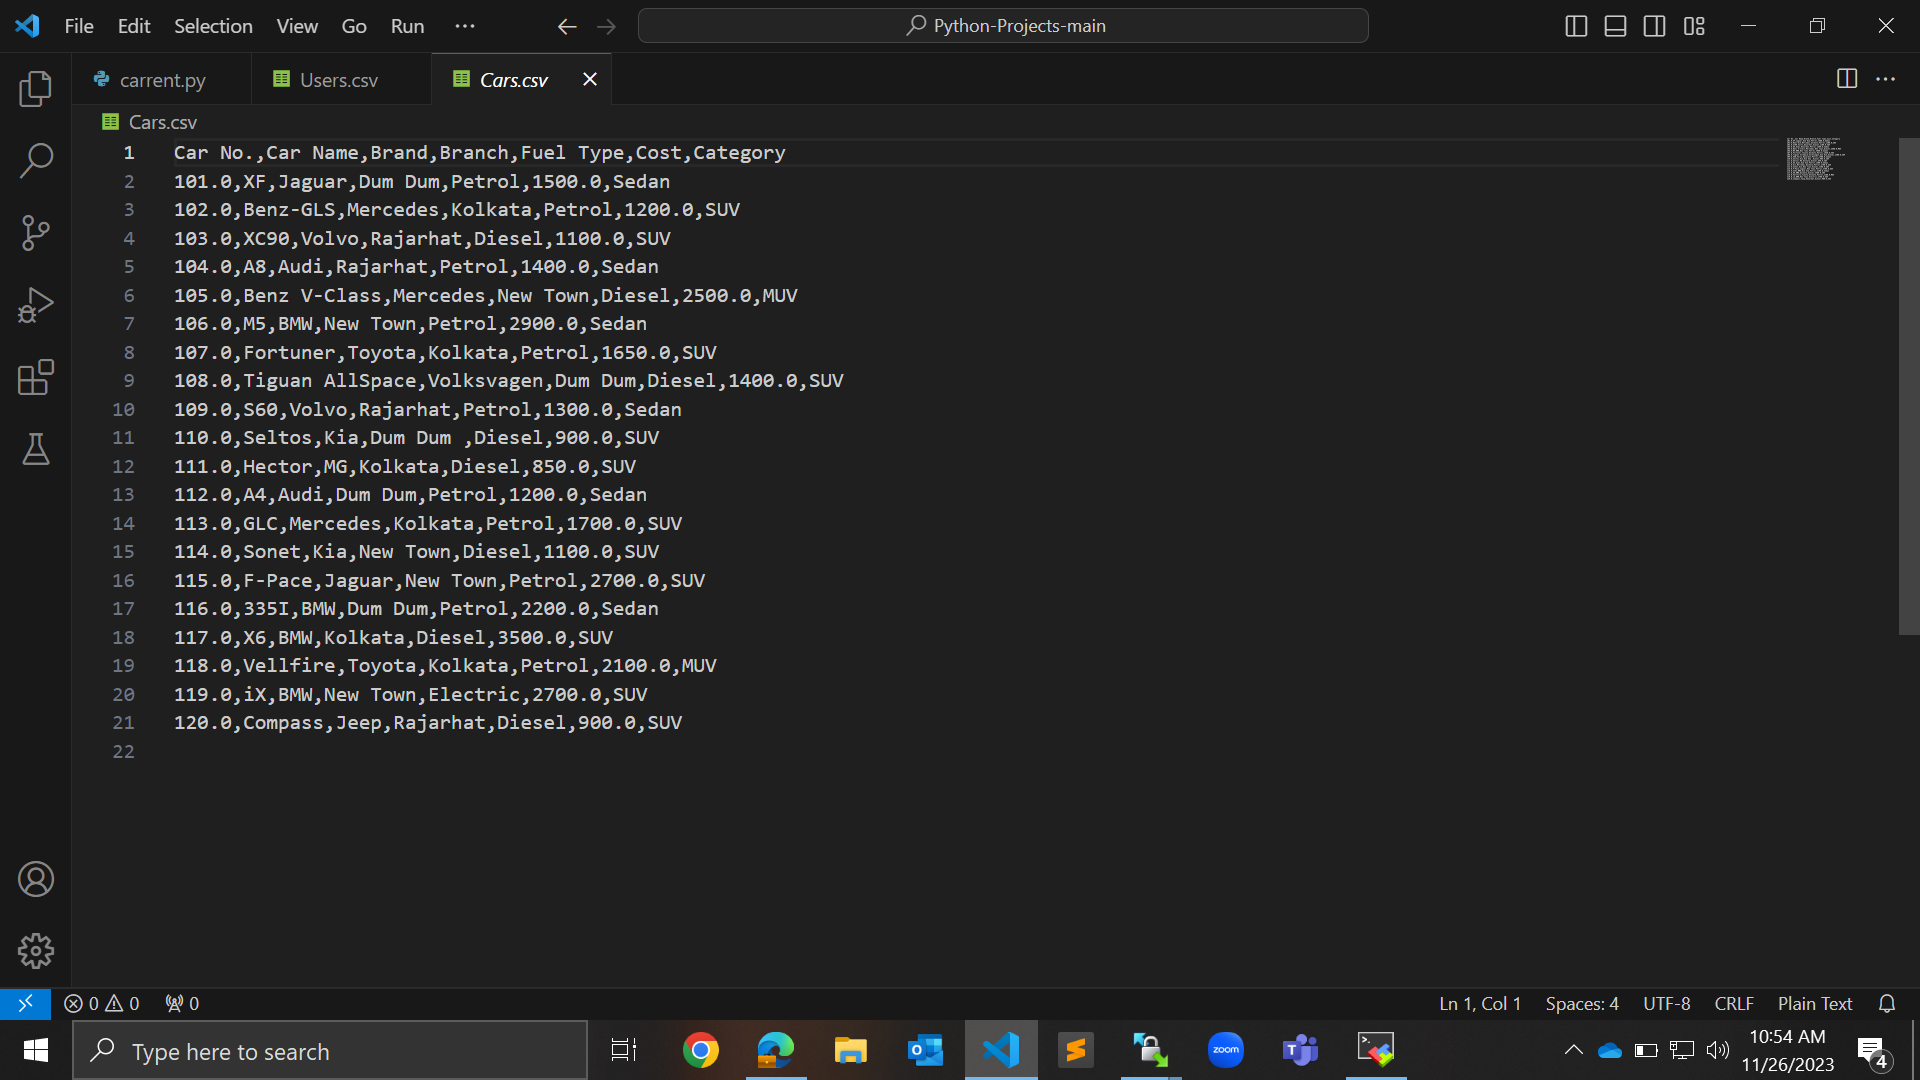 File Edit Selection View Go Run ··· Python-Projects-main
carrent.py Users.csv Cars.csv
Cars.csv
1 Car No.,Car Name,Brand,Branch,Fuel Type,Cost,Category
2 101.0,XF,Jaguar,Dum Dum,Petrol,1500.0,Sedan
3 102.0,Benz-GLS,Mercedes,Kolkata,Petrol,1200.0,SUV
4 103.0,XC90,Volvo,Rajarhat,Diesel,1100.0,SUV
5 104.0,A8,Audi,Rajarhat,Petrol,1400.0,Sedan
6 105.0,Benz V-Class,Mercedes,New Town,Diesel,2500.0,MUV
7 106.0,M5,BMW,New Town,Petrol,2900.0,Sedan
8 107.0,Fortuner,Toyota,Kolkata,Petrol,1650.0,SUV
9 108.0,Tiguan AllSpace,Volksvagen,Dum Dum,Diesel,1400.0,SUV
10 109.0,S60,Volvo,Rajarhat,Petrol,1300.0,Sedan
11 110.0,Seltos,Kia,Dum Dum ,Diesel,900.0,SUV
12 111.0,Hector,MG,Kolkata,Diesel,850.0,SUV
13 112.0,A4,Audi,Dum Dum,Petrol,1200.0,Sedan
14 113.0,GLC,Mercedes,Kolkata,Petrol,1700.0,SUV
15 114.0,Sonet,Kia,New Town,Diesel,1100.0,SUV
16 115.0,F-Pace,Jaguar,New Town,Petrol,2700.0,SUV
17 116.0,335I,BMW,Dum Dum,Petrol,2200.0,Sedan
18 117.0,X6,BMW,Kolkata,Diesel,3500.0,SUV
19 118.0,Vellfire,Toyota,Kolkata,Petrol,2100.0,MUV
20 119.0,iX,BMW,New Town,Electric,2700.0,SUV
21 120.0,Compass,Jeep,Rajarhat,Diesel,900.0,SUV
22
0 0 0 Ln 1, Col 1 Spaces: 4 UTF-8 CRLF Plain Text
Type here to search zoom 10:54 AM
11/26/2023 4